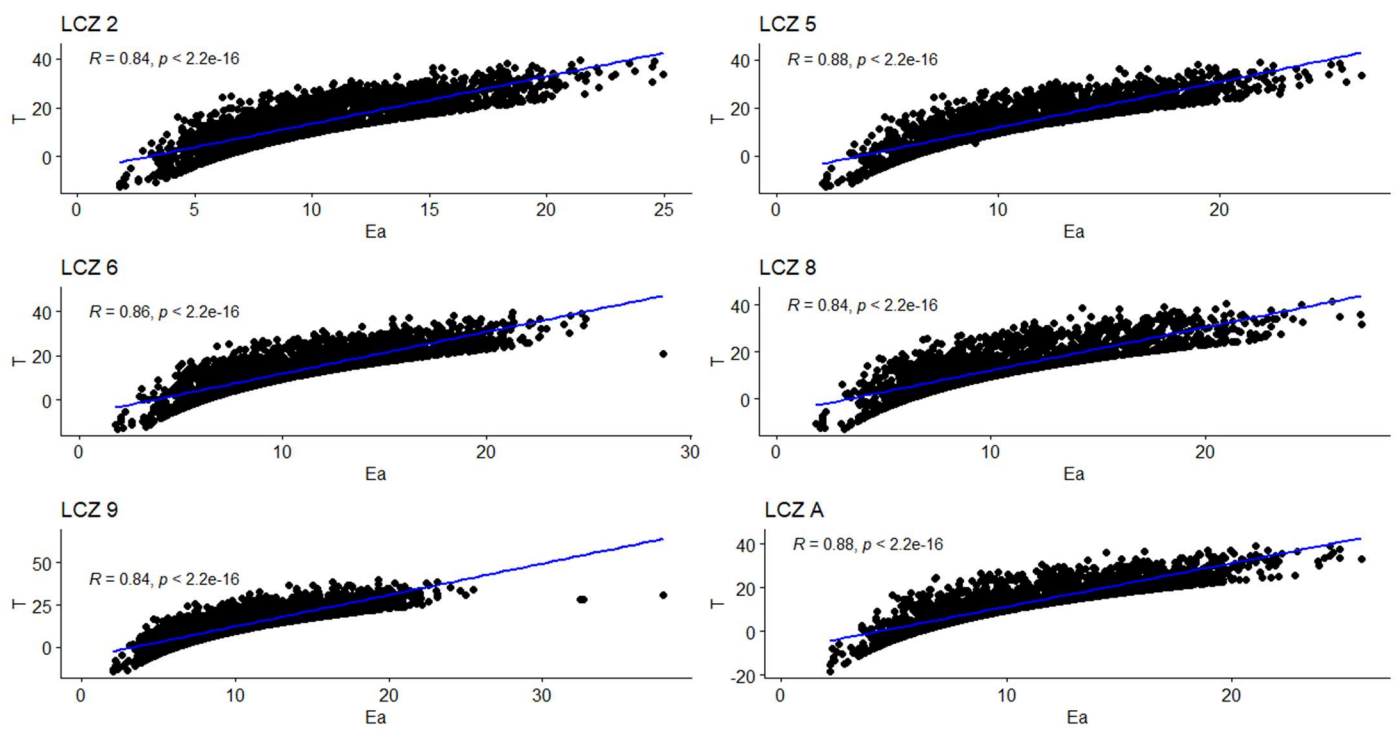 LCZ 2
R = 0.84, p < 2.2e-16
40
20
0
T
0 5 10 15 20 25
Ea
LCZ 5
R = 0.88, p < 2.2e-16
40
20
0
T
0 10 20
Ea
LCZ 6
R = 0.86, p < 2.2e-16
40
20
0
T
0 10 20 30
Ea
LCZ 8
R = 0.84, p < 2.2e-16
40
20
0
T
0 10 20
Ea
LCZ 9
R = 0.84, p < 2.2e-16
50
25
0
T
0 10 20 30
Ea
LCZ A
R = 0.88, p < 2.2e-16
40
20
0
-20
T
0 10 20
Ea